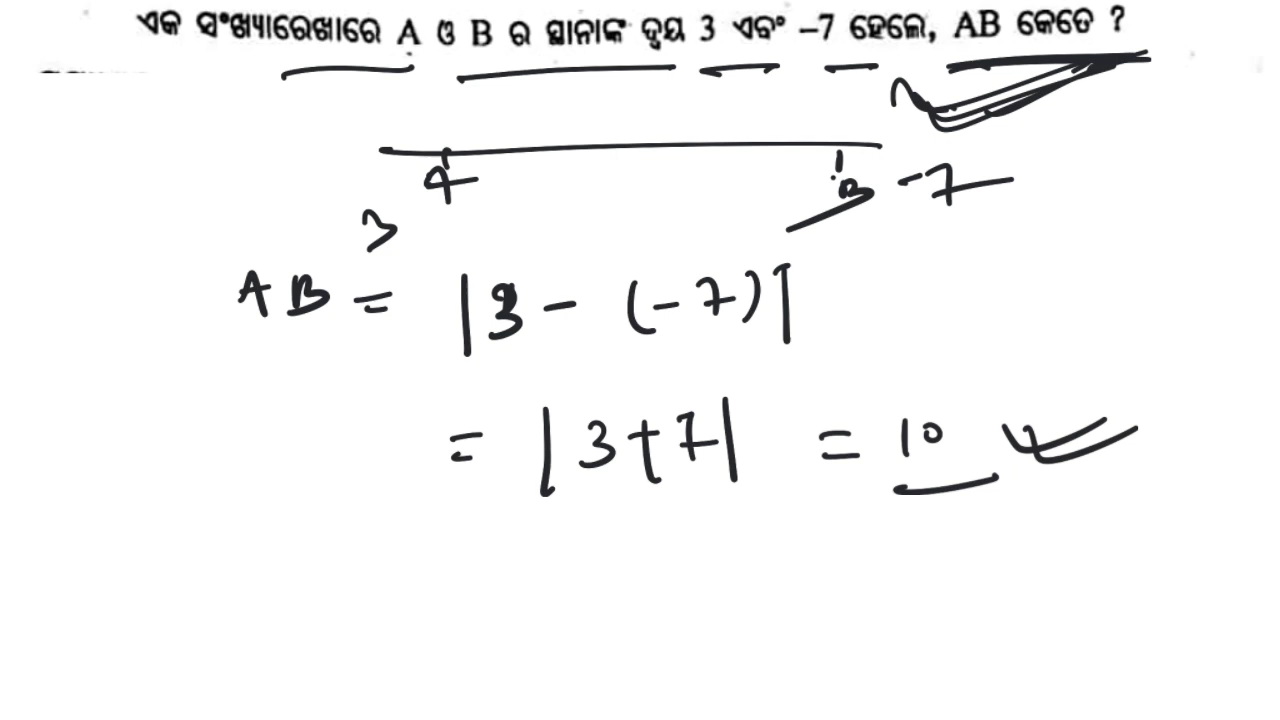 ଏକ ସଂଖ୍ୟାରେଖାରେ A ଓ B ର ସ୍ଥାନାଙ୍କ ଦ୍ୱୟ 3 ଏବଂ –7 ହେଲେ, AB କେତେ ?
A B -7
3
AB = |3 - (-7)|
= |3+7| = 10